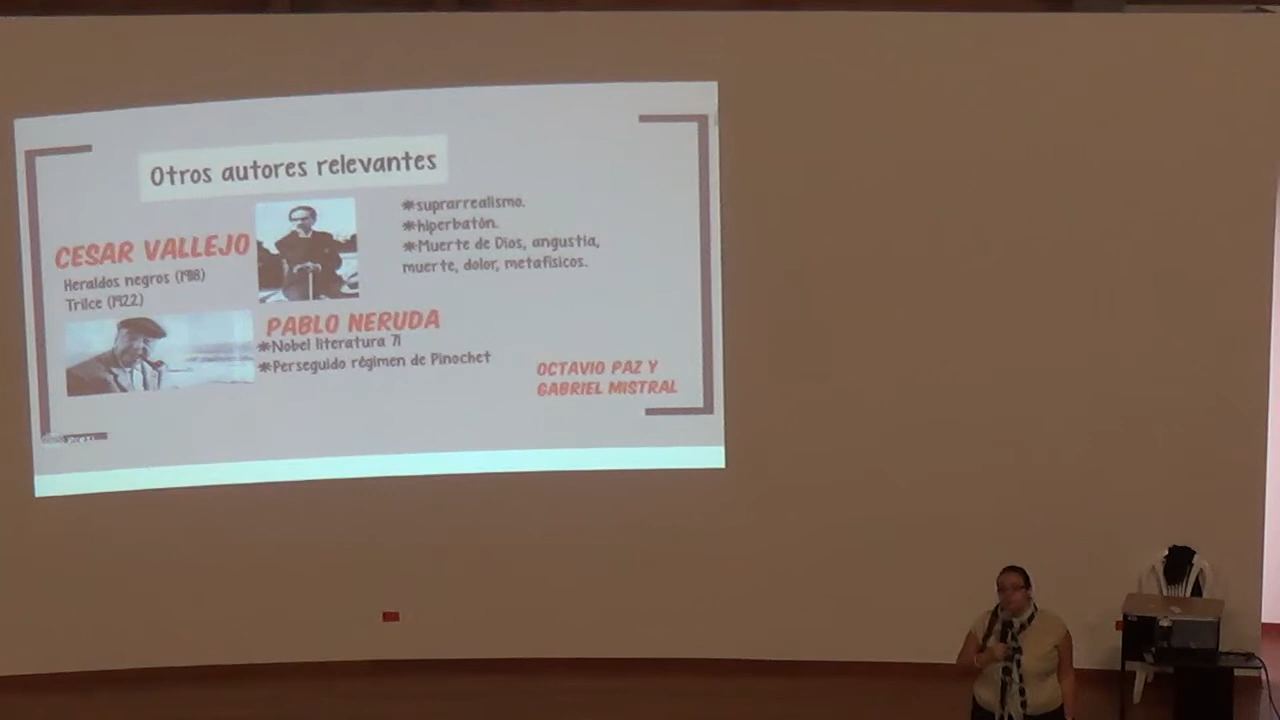 Otros autores relevantes
CESAR VALLEJO
Heraldos negros (1918)
Trilce (1922)
*suprarrealismo.
*hiperbatón.
*Muerte de Dios, angustia,
muerte, dolor, metafísicos.
PABLO NERUDA
*Nobel literatura 71
*Perseguido régimen de Pinochet
OCTAVIO PAZ Y
GABRIEL MISTRAL